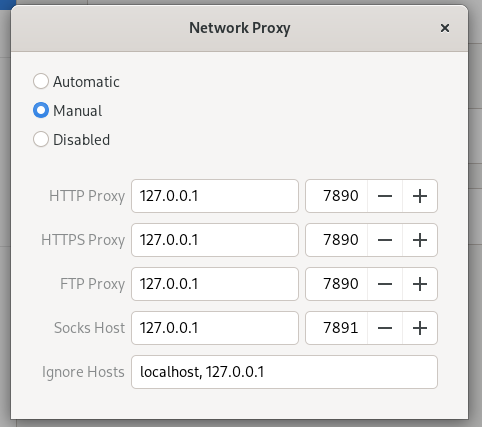 Network Proxy ×
Automatic
Manual
Disabled
HTTP Proxy 127.0.0.1 7890 − +
HTTPS Proxy 127.0.0.1 7890 − +
FTP Proxy 127.0.0.1 7890 − +
Socks Host 127.0.0.1 7891 − +
Ignore Hosts localhost, 127.0.0.1